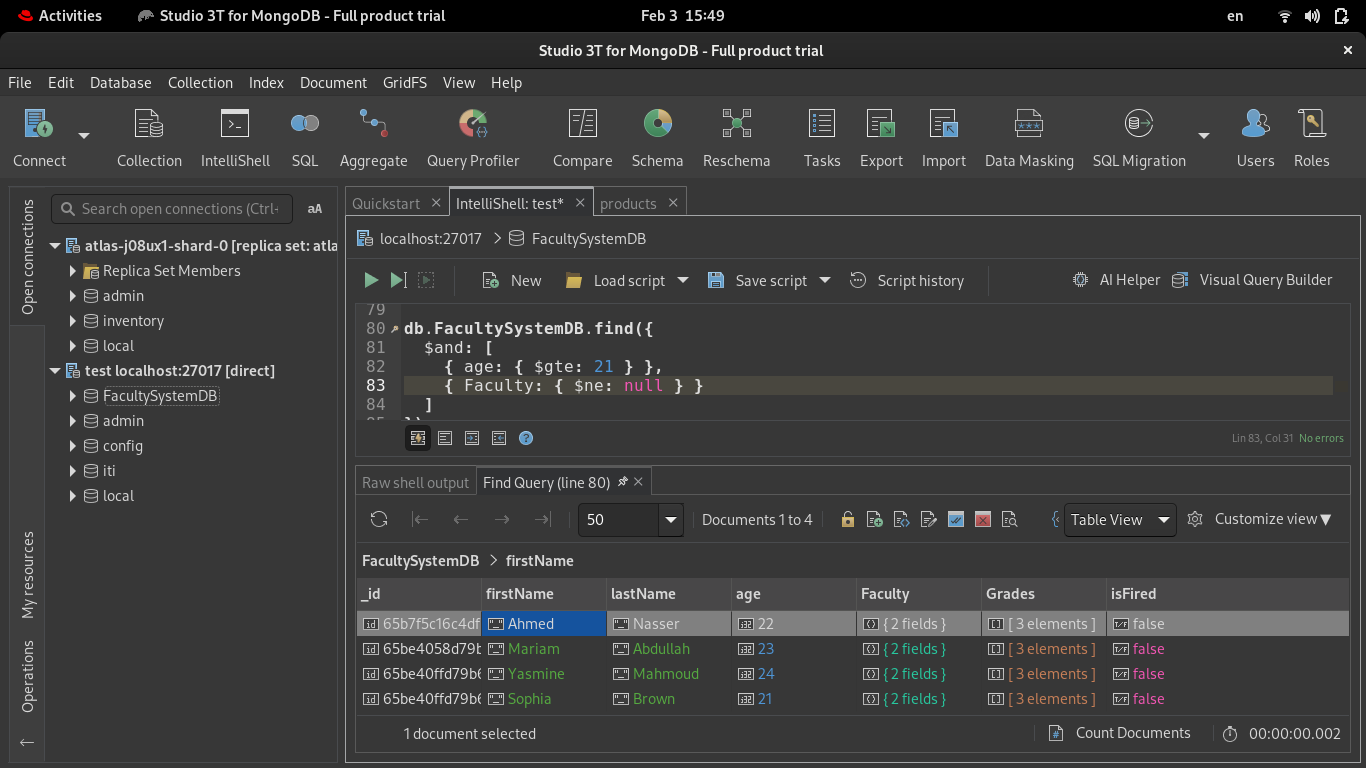 Activities
Studio 3T for MongoDB - Full product trial
Feb 3 15:49
en
Studio 3T for MongoDB - Full product trial
File Edit Database Collection Index Document GridFS View Help
Connect Collection IntelliShell SQL Aggregate Query Profiler Compare Schema Reschema Tasks Export Import Data Masking SQL Migration Users Roles
Open connections
My resources
Operations
Search open connections (Ctrl-
aA
atlas-j08ux1-shard-0 [replica set: atla
Replica Set Members
admin
inventory
local
test localhost:27017 [direct]
FacultySystemDB
admin
config
iti
local
Quickstart IntelliShell: test* products
localhost:27017 FacultySystemDB
New Load script Save script Script history AI Helper Visual Query Builder
79
80 db.FacultySystemDB.find({
81 $and: [
82 { age: { $gte: 21 } },
83 { Faculty: { $ne: null } }
84 ]
Lin 83, Col 31 No errors
Raw shell output Find Query (line 80)
50 Documents 1 to 4 Table View Customize view
FacultySystemDB > firstName
_id firstName lastName age Faculty Grades isFired
65b7f5c16c4df Ahmed Nasser 22 { 2 fields } [ 3 elements ] false
65be4058d79b Mariam Abdullah 23 { 2 fields } [ 3 elements ] false
65be40ffd79b6 Yasmine Mahmoud 24 { 2 fields } [ 3 elements ] false
65be40ffd79b6 Sophia Brown 21 { 2 fields } [ 3 elements ] false
1 document selected
Count Documents
00:00:00.002